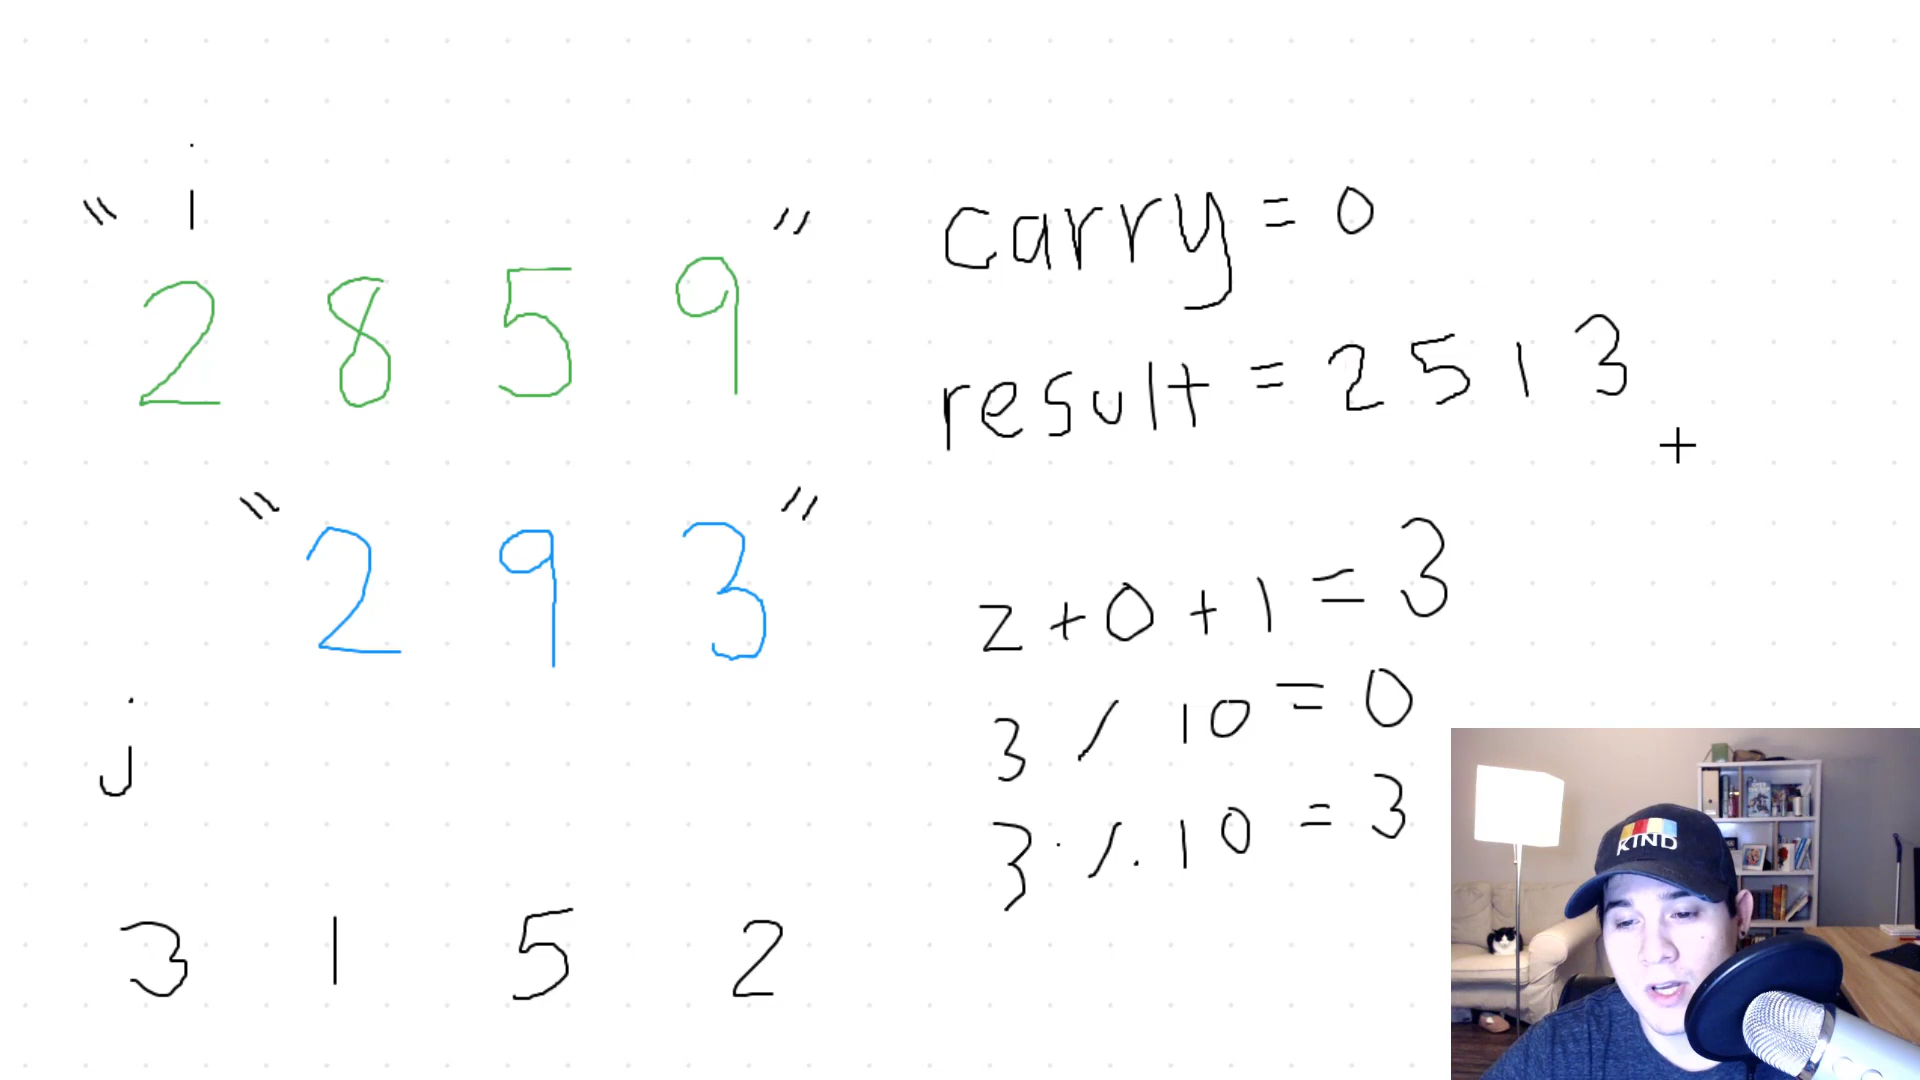 " i "
2 8 5 9
" 2 9 3 "
j
3 1 5 2
carry = 0
result = 2 5 1 3
2 + 0 + 1 = 3
3 / 10 = 0
3 % 10 = 3
KIND